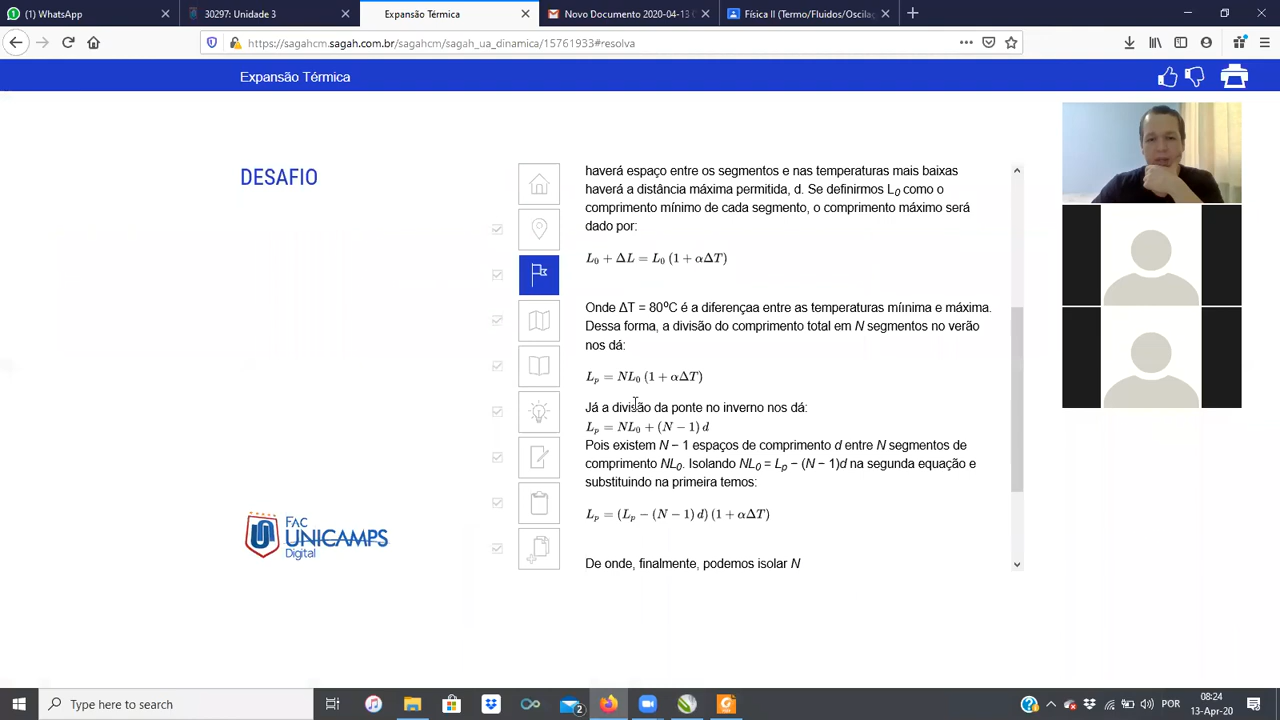 (1) WhatsApp
30297: Unidade 3
Expansão Térmica
Novo Documento 2020-04-13
Física II (Termo/Fluidos/Oscilaç
https://sagahcm.sagah.com.br/sagahcm/sagah_ua_dinamica/15761933#resolva
Expansão Térmica
DESAFIO
haverá espaço entre os segmentos e nas temperaturas mais baixas
haverá a distância máxima permitida, d. Se definirmos L₀ como o
comprimento mínimo de cada segmento, o comprimento máximo será
dado por:
L₀ + ΔL = L₀ (1 + αΔT)
Onde ΔT = 80ºC é a diferençaa entre as temperaturas míınima e máxima.
Dessa forma, a divisão do comprimento total em N segmentos no verão
nos dá:
Lₚ = NL₀ (1 + αΔT)
Já a divisão da ponte no inverno nos dá:
Lₚ = NL₀ + (N − 1) d
Pois existem N − 1 espaços de comprimento d entre N segmentos de
comprimento NL₀. Isolando NL₀ = Lₚ − (N − 1)d na segunda equação e
substituindo na primeira temos:
Lₚ = (Lₚ − (N − 1) d) (1 + αΔT)
De onde, finalmente, podemos isolar N
FAC
UNICAMPS
Digital
Type here to search
2
POR
08:24
13-Apr-20